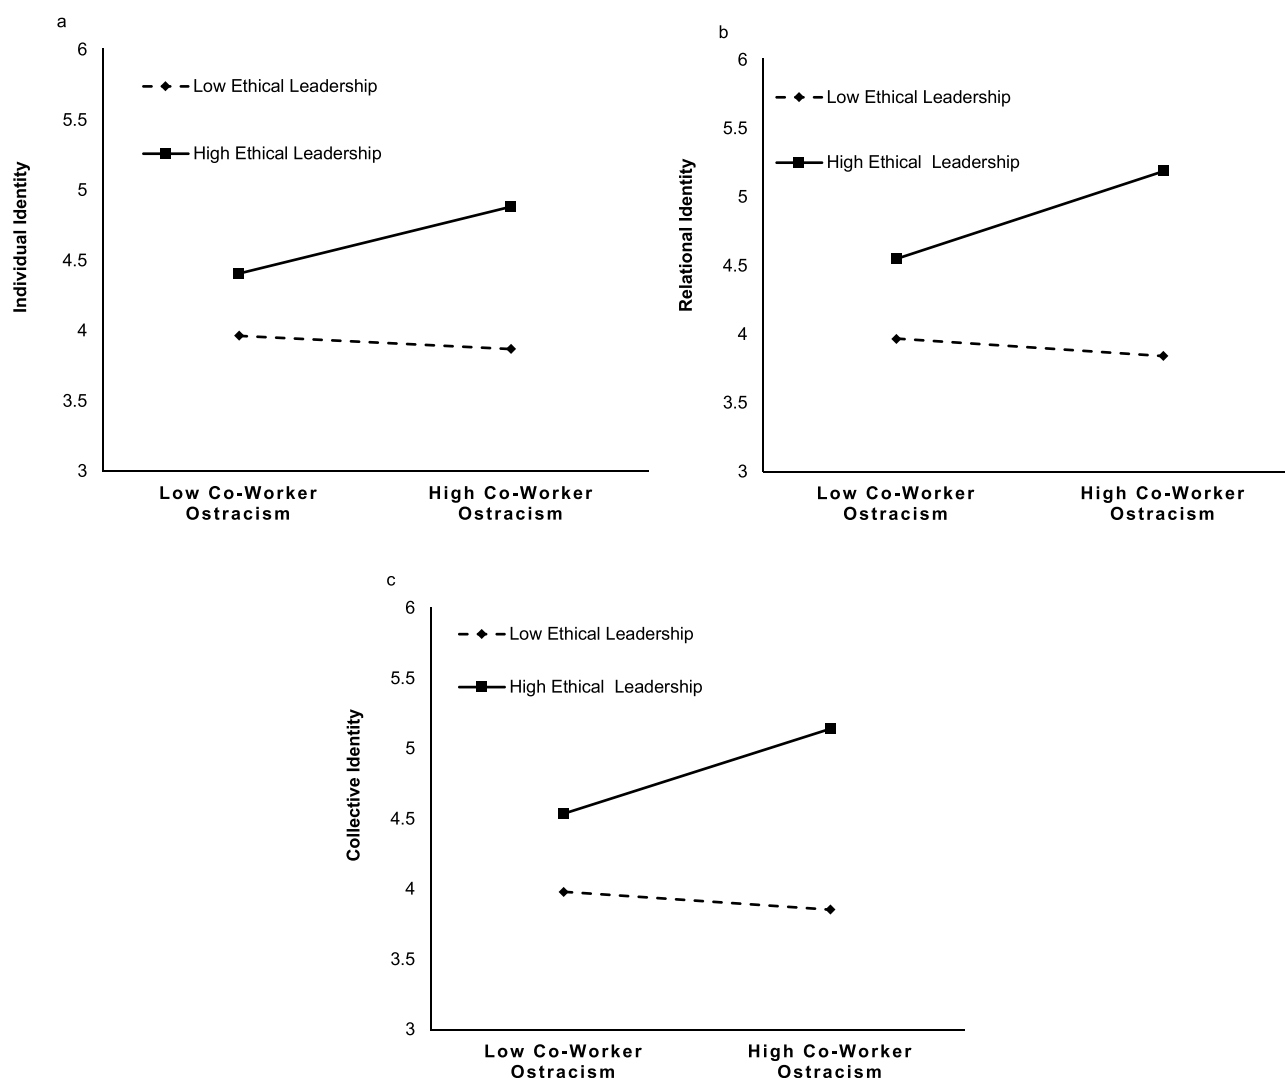 a
6
Low Ethical Leadership
5.5
High Ethical Leadership
5
4.5
4
3.5
3
Individual Identity
Low Co-Worker
Ostracism
High Co-Worker
Ostracism
b
6
Low Ethical Leadership
5.5
High Ethical  Leadership
5
4.5
4
3.5
3
Relational Identity
Low Co-Worker
Ostracism
High Co-Worker
Ostracism
c
6
Low Ethical Leadership
5.5
High Ethical  Leadership
5
4.5
4
3.5
3
Collective Identity
Low Co-Worker
Ostracism
High Co-Worker
Ostracism